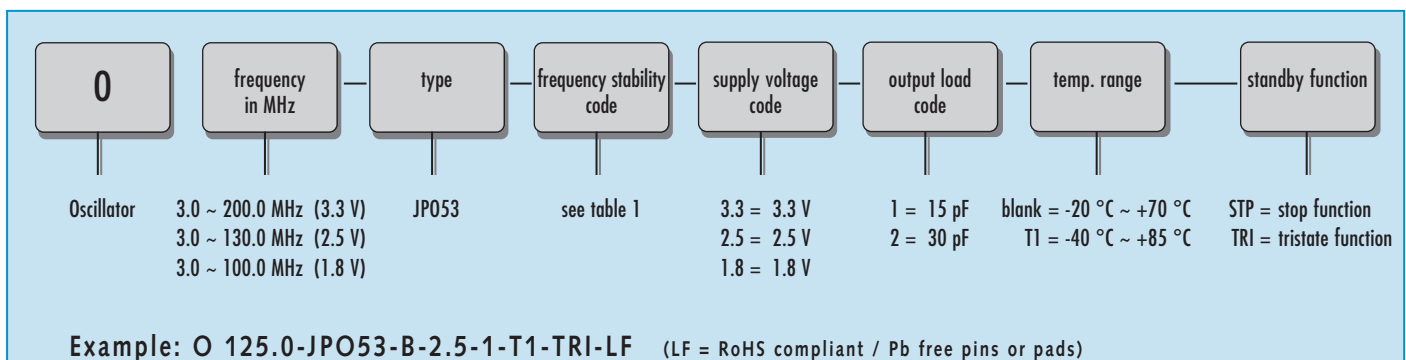 O
frequency in MHz
type
frequency stability code
supply voltage code
output load code
temp. range
standby function
Oscillator
3.0 ~ 200.0 MHz (3.3 V)
3.0 ~ 130.0 MHz (2.5 V)
3.0 ~ 100.0 MHz (1.8 V)
JPO53
see table 1
3.3 = 3.3 V
2.5 = 2.5 V
1.8 = 1.8 V
1 = 15 pF
2 = 30 pF
blank = -20 °C ~ +70 °C
T1 = -40 °C ~ +85 °C
STP = stop function
TRI = tristate function
Example: O 125.0-JPO53-B-2.5-1-T1-TRI-LF (LF = RoHS compliant / Pb free pins or pads)